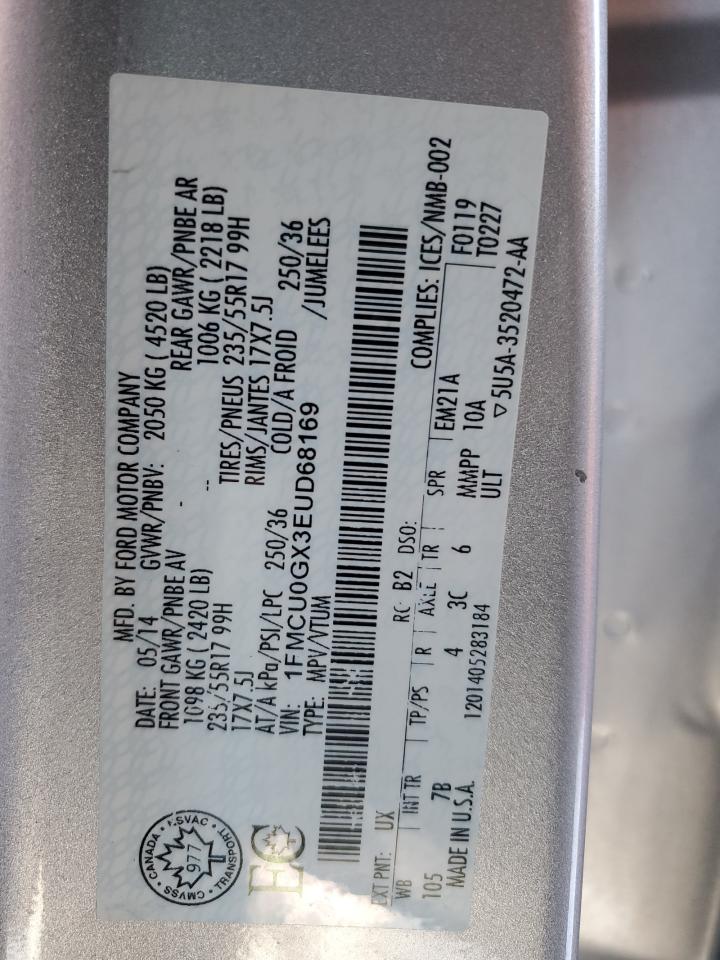 MFD. BY FORD MOTOR COMPANY
DATE: 05/14 GVWR/PNBV: 2050 KG ( 4520 LB)
FRONT GAWR/PNBE AV REAR GAWR/PNBE AR
1098 KG ( 2420 LB) - 1006 KG ( 2218 LB)
235/55R17 99H -- TIRES/PNEUS 235/55R17 99H
17X7.5J RIMS/JANTES 17X7.5J
AT/A kPa/PSI/LPC 250/36 COLD/A FROID 250/36
VIN: 1FMCU0GX3EUD68169 /JUMELEES
TYPE: MPV/VTUM
CANADA • NSVAC • TRANSPORT • CMVSS •
977
EC
EXT PNT: UX RC: B2 DSO: COMPLIES: ICES/NMB-002
WB INT TR TP/PS R AXLE TR SPR EM21A F0119
105 7B 4 3C 6 MMPP 10A T0227
ULT
MADE IN U.S.A. 1201405283184 ▽5U5A-3520472-AA